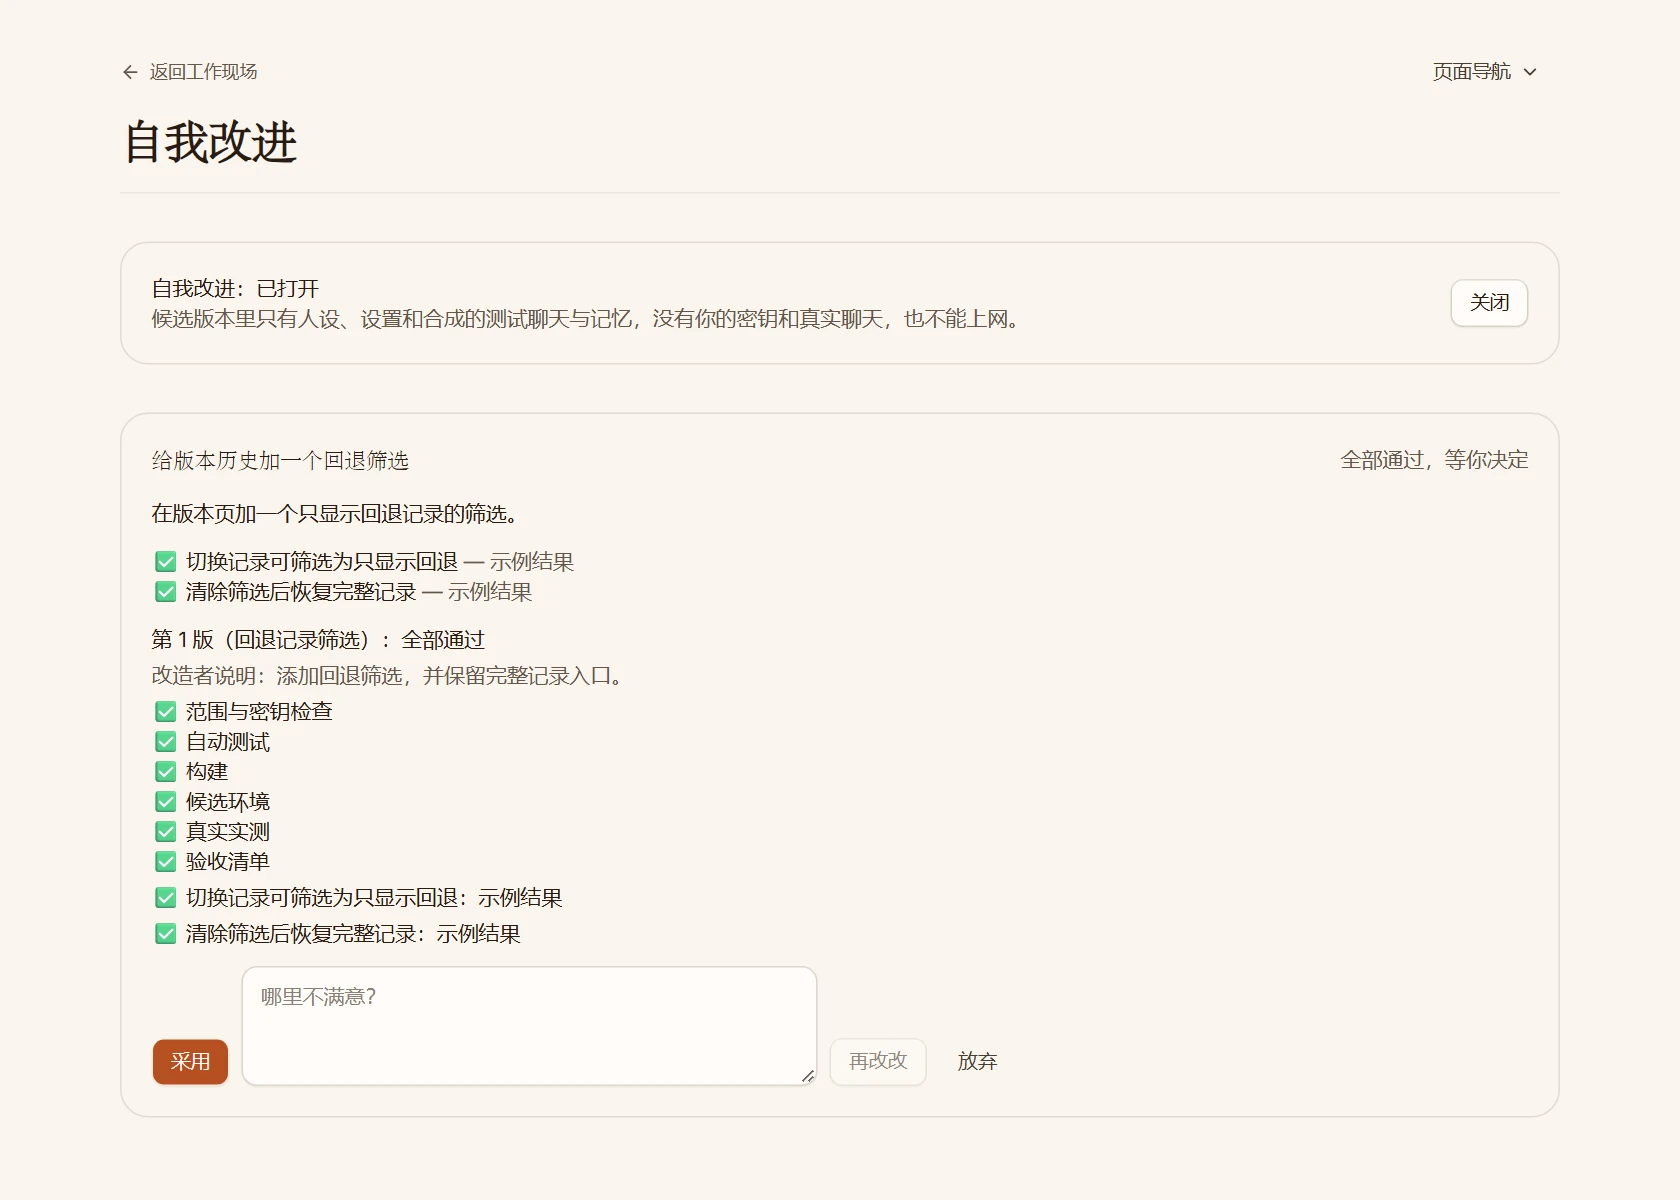 返回工作现场
页面导航
自我改进
自我改进：已打开
候选版本里只有人设、设置和合成的测试聊天与记忆，没有你的密钥和真实聊天，也不能上网。
关闭
给版本历史加一个回退筛选
全部通过，等你决定
在版本页加一个只显示回退记录的筛选。
✅ 切换记录可筛选为只显示回退 — 示例结果
✅ 清除筛选后恢复完整记录 — 示例结果
第 1 版（回退记录筛选）：全部通过
改造者说明：添加回退筛选，并保留完整记录入口。
✅ 范围与密钥检查
✅ 自动测试
✅ 构建
✅ 候选环境
✅ 真实实测
✅ 验收清单
✅ 切换记录可筛选为只显示回退：示例结果
✅ 清除筛选后恢复完整记录：示例结果
哪里不满意？
采用
再改改
放弃